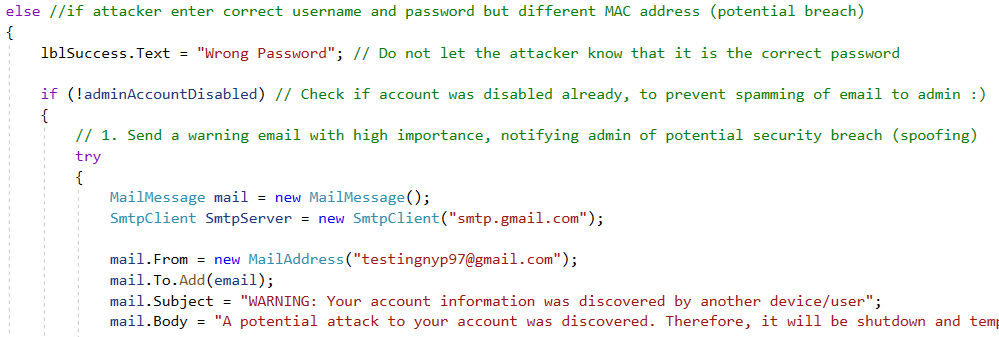 else //if attacker enter correct username and password but different MAC address (potential breach)
{
lblSuccess.Text = "Wrong Password"; // Do not let the attacker know that it is the correct password
if (!adminAccountDisabled) // Check if account was disabled already, to prevent spamming of email to admin :)
{
// 1. Send a warning email with high importance, notifying admin of potential security breach (spoofing)
try
{
MailMessage mail = new MailMessage();
SmtpClient SmtpServer = new SmtpClient("smtp.gmail.com");
mail.From = new MailAddress("testingnyp97@gmail.com");
mail.To.Add(email);
mail.Subject = "WARNING: Your account information was discovered by another device/user";
mail.Body = "A potential attack to your account was discovered. Therefore, it will be shutdown and